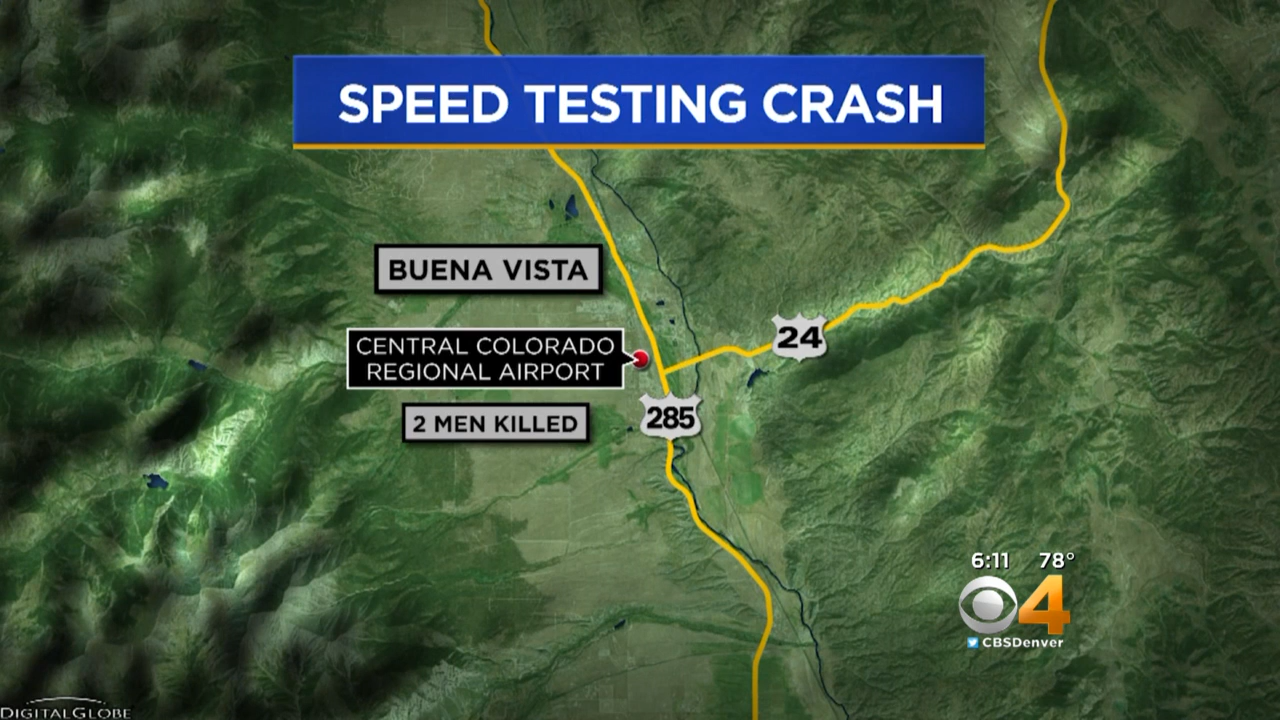 SPEED TESTING CRASH
BUENA VISTA
CENTRAL COLORADO
REGIONAL AIRPORT
24
2 MEN KILLED
285
6:11 78°
4
CBSDenver
DIGITALGLOBE